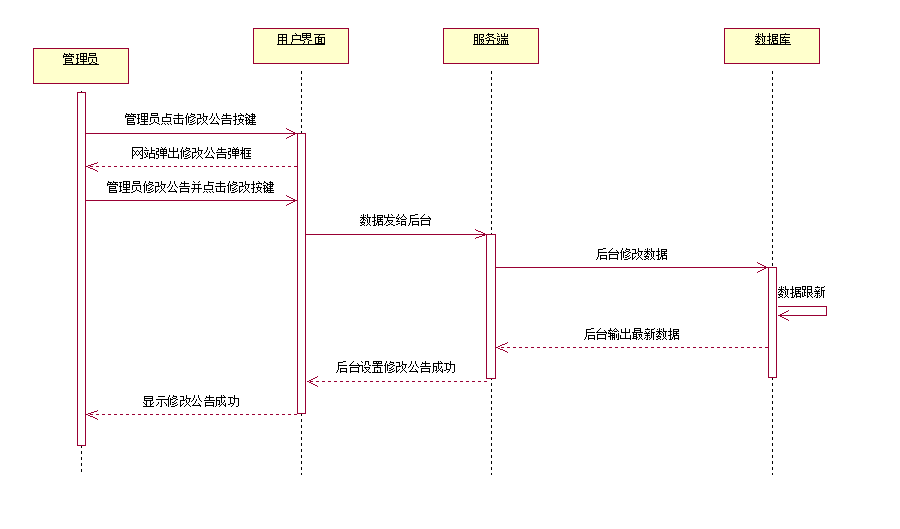 管理员
用户界面
服务端
数据库
管理员点击修改公告按键
网站弹出修改公告弹框
管理员修改公告并点击修改按键
数据发给后台
后台修改数据
数据跟新
后台输出最新数据
后台设置修改公告成功
显示修改公告成功